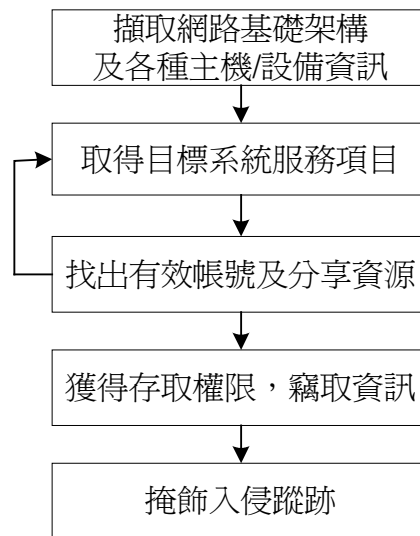 擷取網路基礎架構
及各種主機/設備資訊
取得目標系統服務項目
找出有效帳號及分享資源
獲得存取權限，竊取資訊
掩飾入侵蹤跡